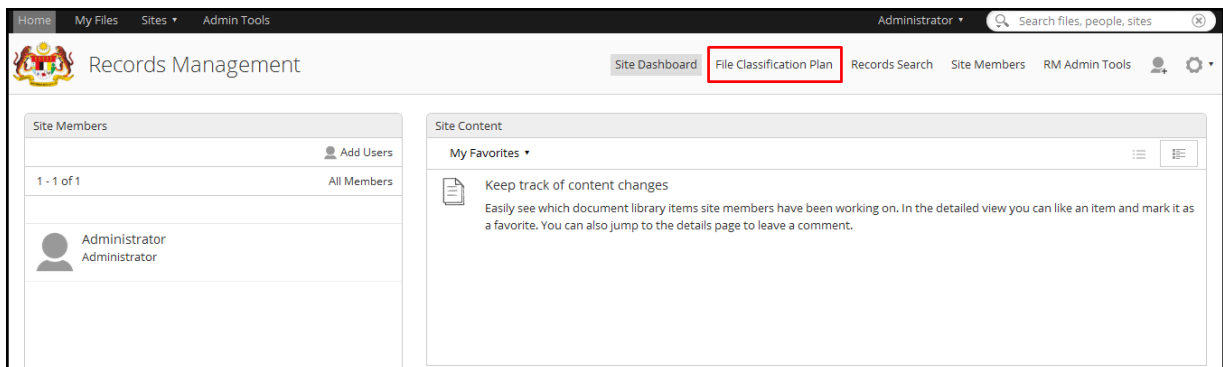 Home My Files Sites Admin Tools Administrator Search files, people, sites
Records Management Site Dashboard File Classification Plan Records Search Site Members RM Admin Tools
Site Members
Add Users
1 - 1 of 1 All Members
Administrator
Administrator
Site Content
My Favorites
Keep track of content changes
Easily see which document library items site members have been working on. In the detailed view you can like an item and mark it as
a favorite. You can also jump to the details page to leave a comment.